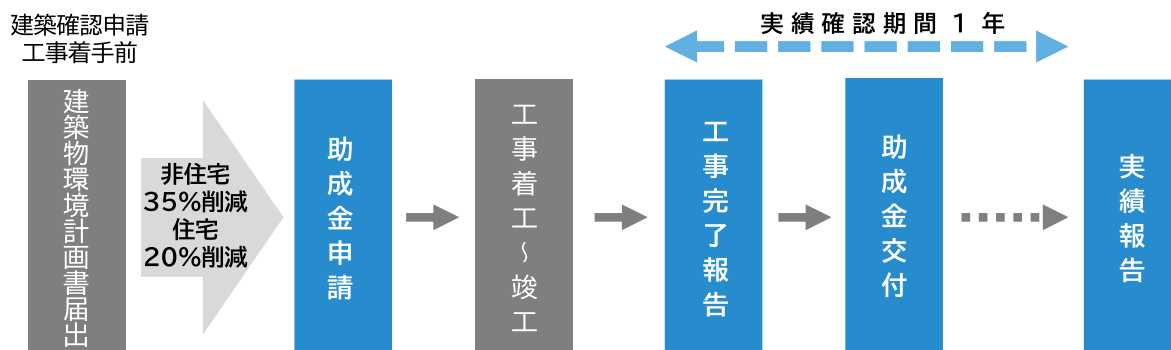 建築確認申請
工事着手前
建築物環境計画書届出
非住宅
35%削減
住宅
20%削減
助成金申請
工事着工～竣工
実績確認期間1年
工事完了報告
助成金交付
実績報告